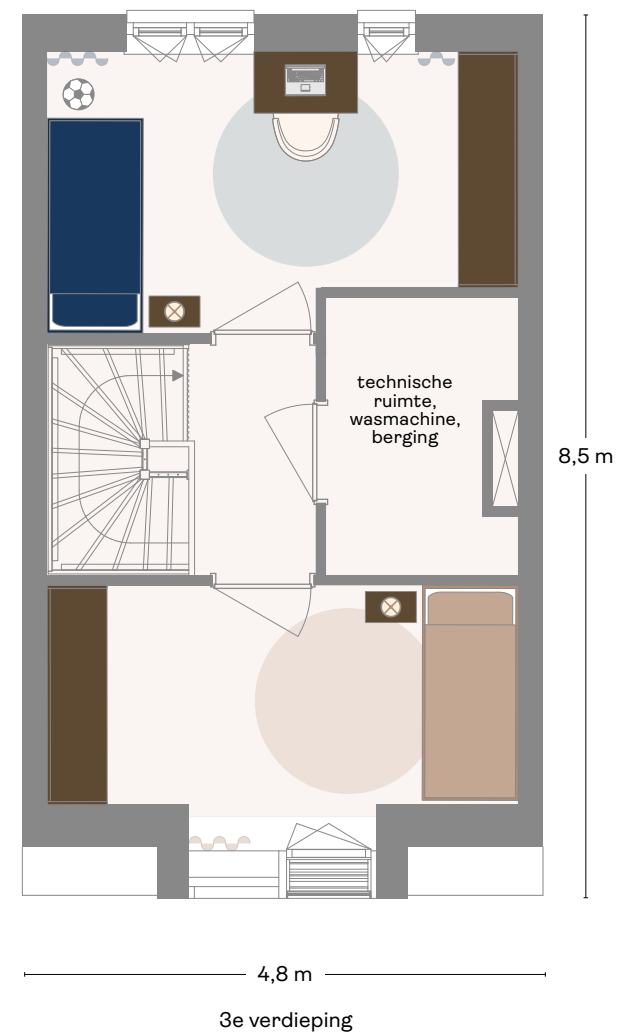 technische
ruimte,
wasmachine,
berging
8,5 m
4,8 m
3e verdieping